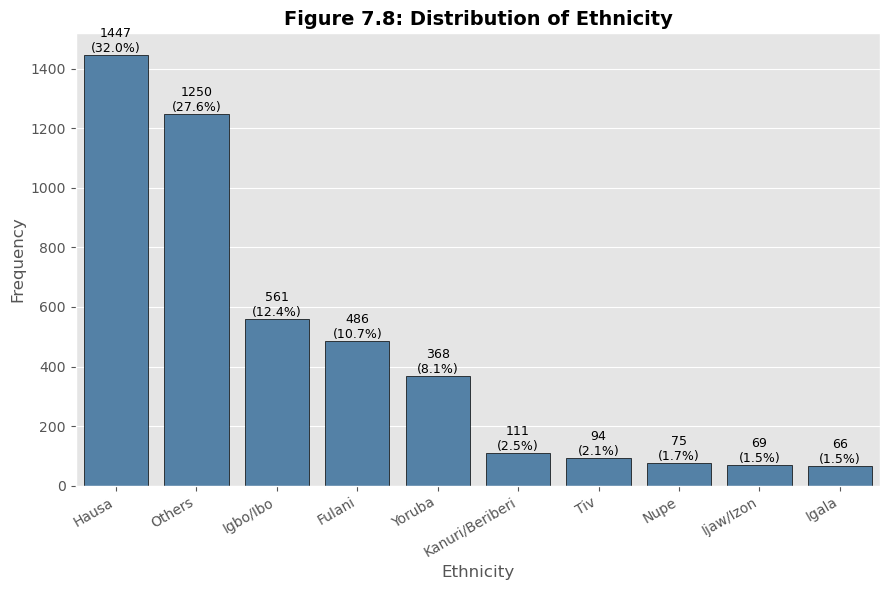 Figure 7.8: Distribution of Ethnicity
1447
(32.0%)
1250
(27.6%)
561
(12.4%)
486
(10.7%)
368
(8.1%)
111
(2.5%)
94
(2.1%)
75
(1.7%)
69
(1.5%)
66
(1.5%)
Frequency
1400
1200
1000
800
600
400
200
0
Hausa
Others
Igbo/Ibo
Fulani
Yoruba
Kanuri/Beriberi
Tiv
Nupe
Ijaw/Izon
Igala
Ethnicity